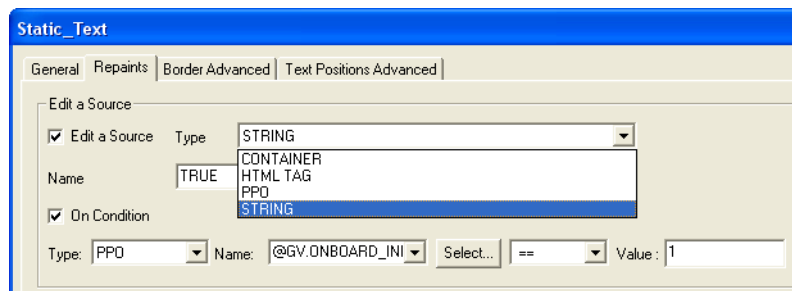 Static_Text
General Repaints Border Advanced Text Positions Advanced
Edit a Source
Edit a Source Type STRING
CONTAINER
Name TRUE HTML TAG
PPO
STRING
On Condition
Type: PPO Name: @GV.ONBOARD_INI Select... == Value : 1